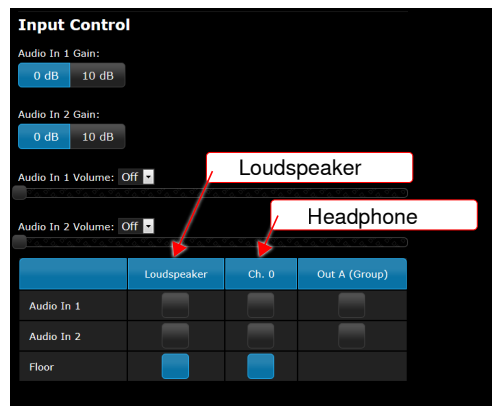 Input Control
Audio In 1 Gain:
0 dB 10 dB
Audio In 2 Gain:
0 dB 10 dB
Audio In 1 Volume: Off
Loudspeaker
Audio In 2 Volume: Off
Headphone
Loudspeaker Ch. 0 Out A (Group)
Audio In 1
Audio In 2
Floor